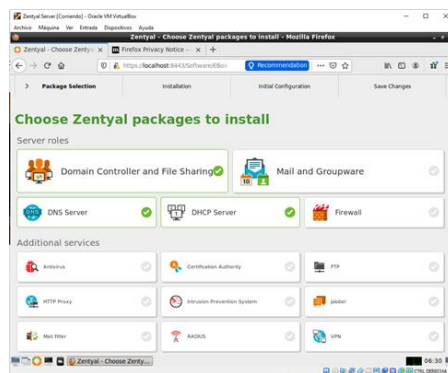 Zentyal Server [Corriendo] - Oracle VM VirtualBox
Archivo Máquina Ver Entrada Dispositivos Ayuda
Zentyal - Choose Zentyal packages to install - Mozilla Firefox
Zentyal - Choose Zenty
Firefox Privacy Notice
https://localhost:8443/Software/EBox
Recommendation
Package Selection
Installation
Initial Configuration
Save Changes
Choose Zentyal packages to install
Server roles
Domain Controller and File Sharing
Mail and Groupware
DNS Server
DHCP Server
Firewall
Additional services
Antivirus
Certification Authority
FTP
HTTP Proxy
Intrusion Prevention System
Jabber
Mail Filter
RADIUS
VPN
Zentyal - Choose Zenty...
06:30
CTRL DERECHA